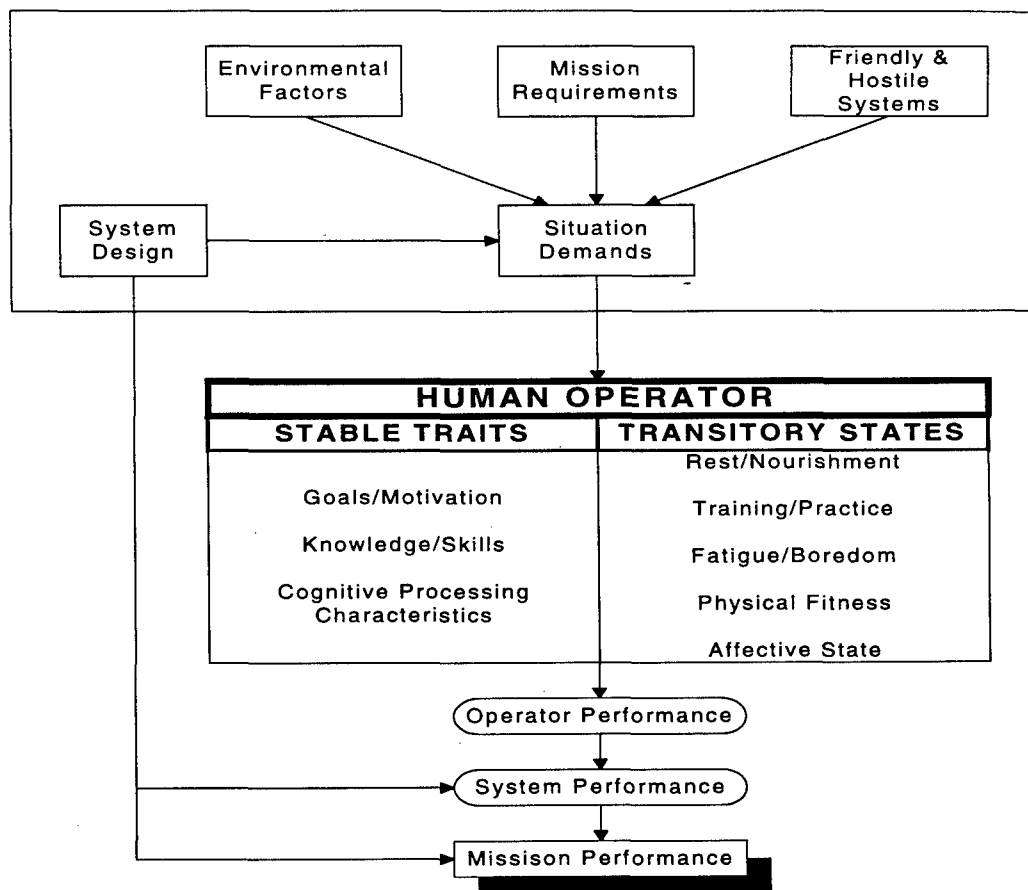 Environmental
Factors
Mission
Requirements
Friendly &
Hostile
Systems
System
Design
Situation
Demands
HUMAN OPERATOR
STABLE TRAITS
TRANSITORY STATES
Goals/Motivation
Knowledge/Skills
Cognitive Processing
Characteristics
Rest/Nourishment
Training/Practice
Fatigue/Boredom
Physical Fitness
Affective State
Operator Performance
System Performance
Missison Performance